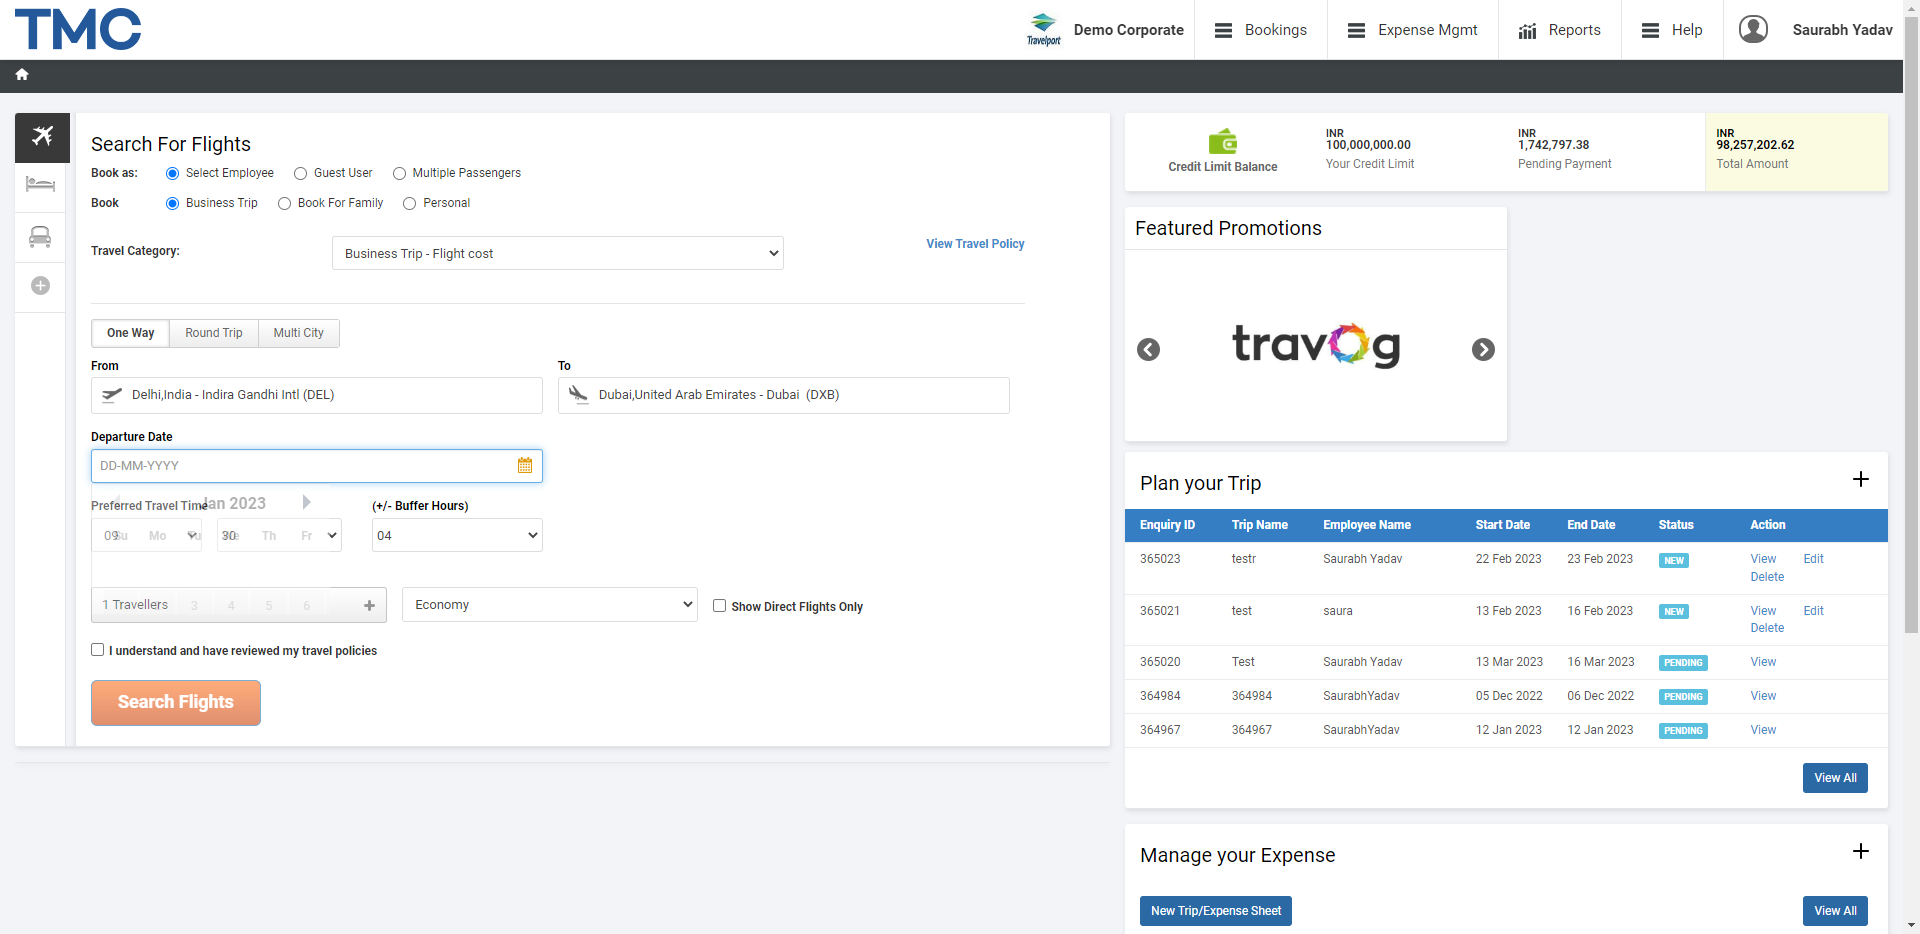 TMC
Travelport
Demo Corporate
Bookings
Expense Mgmt
Reports
Help
Saurabh Yadav
Search For Flights
Book as: Select Employee Guest User Multiple Passengers
Book Business Trip Book For Family Personal
Travel Category: Business Trip - Flight cost View Travel Policy
One Way Round Trip Multi City
From To
Delhi,India - Indira Gandhi Intl (DEL) Dubai,United Arab Emirates - Dubai (DXB)
Departure Date
DD-MM-YYYY
Preferred Travel Time Jan 2023 (+/- Buffer Hours)
09 30 04
Su Mo Tu We Th Fr
1 Travellers 3 4 5 6 Economy Show Direct Flights Only
I understand and have reviewed my travel policies
Search Flights
Credit Limit Balance
INR
100,000,000.00
Your Credit Limit
INR
1,742,797.38
Pending Payment
INR
98,257,202.62
Total Amount
Featured Promotions
travog
Plan your Trip
Enquiry ID Trip Name Employee Name Start Date End Date Status Action
365023 testr Saurabh Yadav 22 Feb 2023 23 Feb 2023 NEW View Edit
Delete
365021 test saura 13 Feb 2023 16 Feb 2023 NEW View Edit
Delete
365020 Test Saurabh Yadav 13 Mar 2023 16 Mar 2023 PENDING View
364984 364984 SaurabhYadav 05 Dec 2022 06 Dec 2022 PENDING View
364967 364967 SaurabhYadav 12 Jan 2023 12 Jan 2023 PENDING View
View All
Manage your Expense
New Trip/Expense Sheet View All